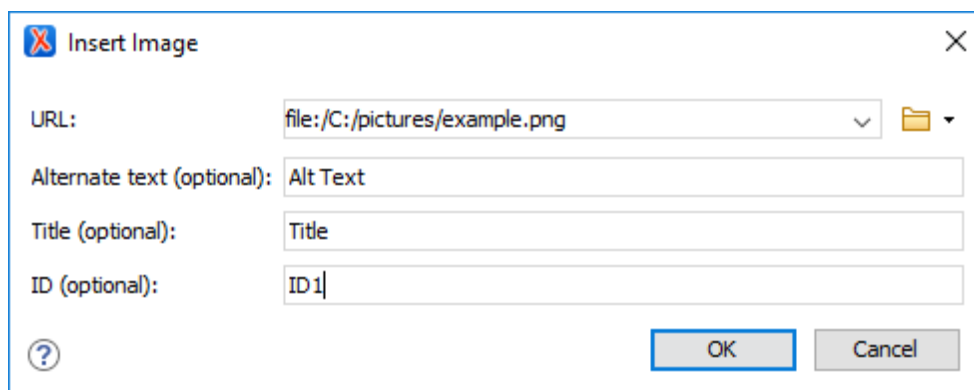 Insert Image
URL: file:/C:/pictures/example.png
Alternate text (optional): Alt Text
Title (optional): Title
ID (optional): ID1
? OK Cancel